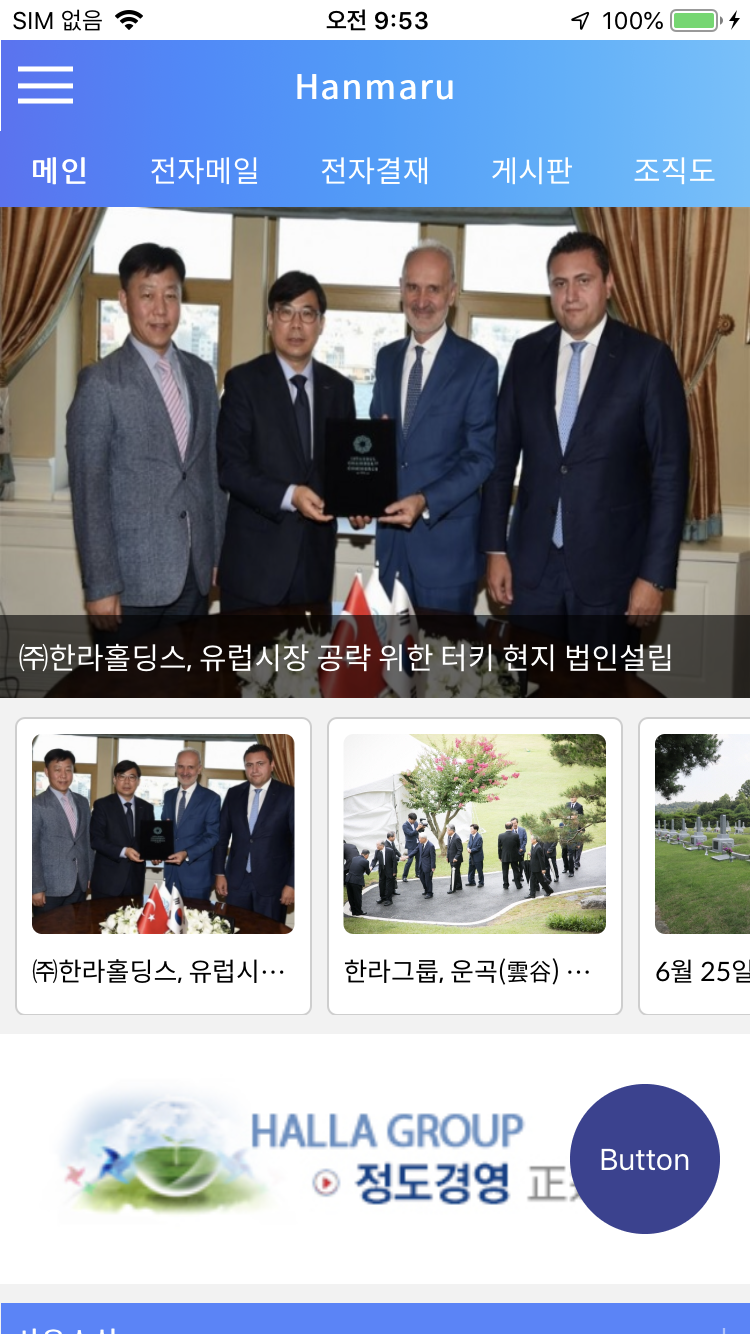 SIM 없음
오전 9:53
100%
Hanmaru
메인 전자메일 전자결재 게시판 조직도
㈜한라홀딩스, 유럽시장 공략 위한 터키 현지 법인설립
㈜한라홀딩스, 유럽시⋯
한라그룹, 운곡(雲谷) ⋯
6월 25일
HALLA GROUP
정도경영 正
Button